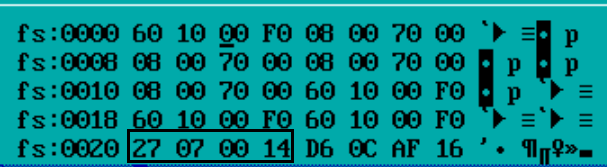 fs:0000 60 10 00 F0 08 00 70 00 `► ≡◘ p
fs:0008 08 00 70 00 08 00 70 00 ◘ p ◘ p
fs:0010 08 00 70 00 60 10 00 F0 ◘ p `► ≡
fs:0018 60 10 00 F0 60 10 00 F0 `► ≡`► ≡
fs:0020 27 07 00 14 D6 0C AF 16 '• ¶╓♀»▬